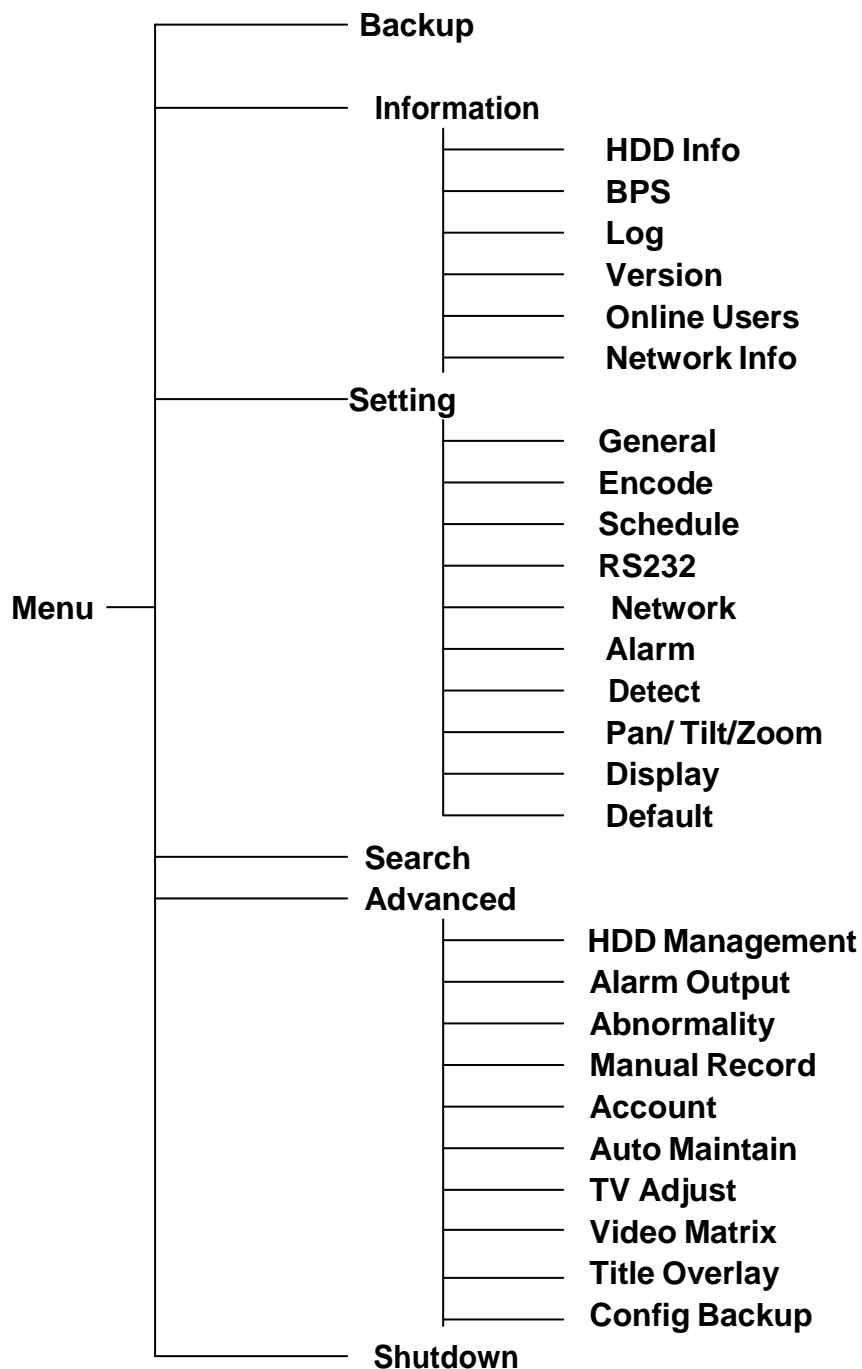 Backup
Information
HDD Info
BPS
Log
Version
Online Users
Network Info
Setting
General
Encode
Schedule
RS232
Menu
Network
Alarm
Detect
Pan/ Tilt/Zoom
Display
Default
Search
Advanced
HDD Management
Alarm Output
Abnormality
Manual Record
Account
Auto Maintain
TV Adjust
Video Matrix
Title Overlay
Config Backup
Shutdown